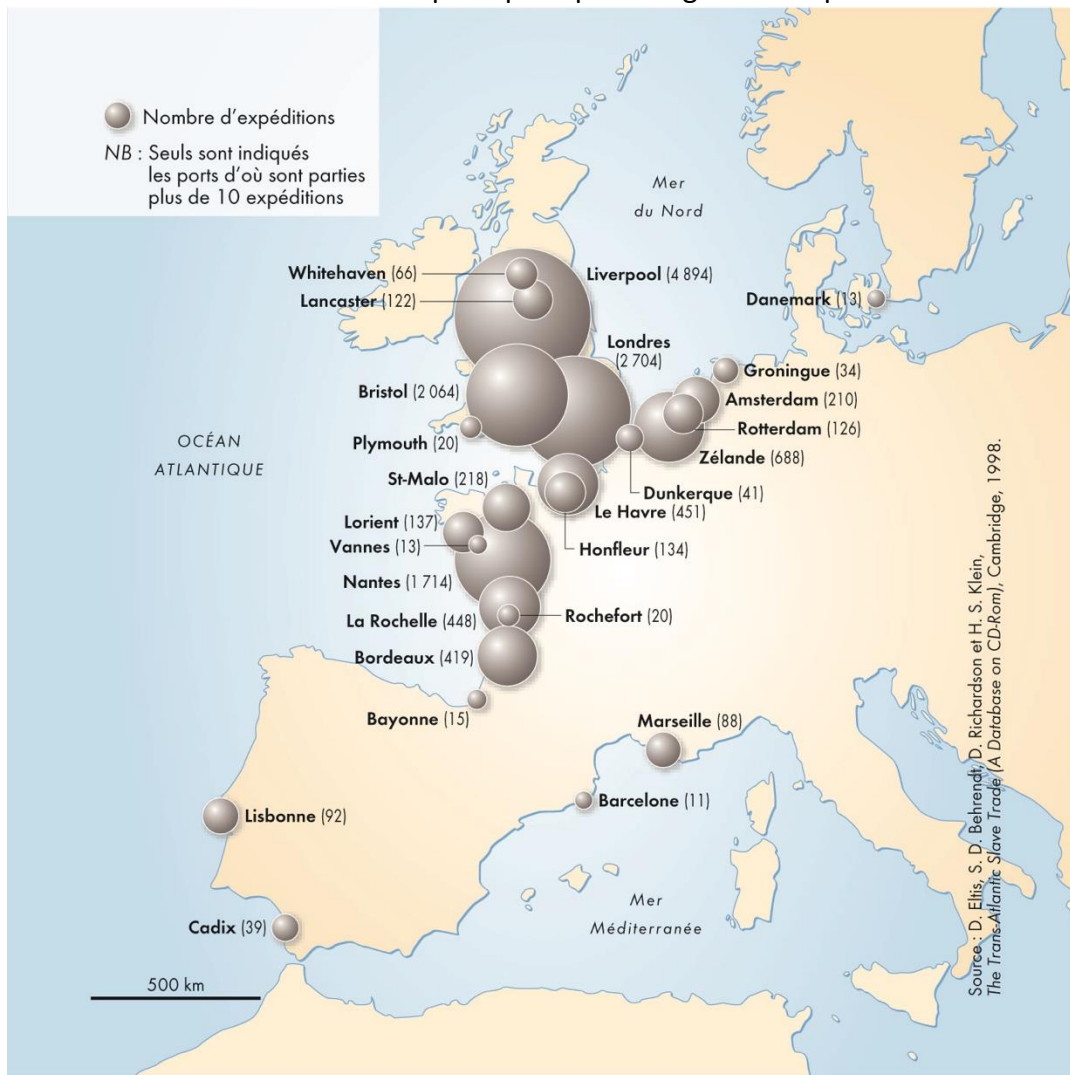 Nombre d'expéditions
NB : Seuls sont indiqués
les ports d'où sont parties
plus de 10 expéditions
Mer
du Nord
Whitehaven (66)
Liverpool (4 894)
Lancaster (122)
Danemark (13)
Londres
(2 704)
Groningue (34)
Bristol (2 064)
Amsterdam (210)
Plymouth (20)
Rotterdam (126)
OCÉAN
ATLANTIQUE
Zélande (688)
St-Malo (218)
Dunkerque (41)
Le Havre (451)
Lorient (137)
Vannes (13)
Honfleur (134)
Nantes (1 714)
La Rochelle (448)
Rochefort (20)
Bordeaux (419)
Bayonne (15)
Marseille (88)
Barcelone (11)
Lisbonne (92)
Mer
Méditerranée
Cadix (39)
500 km
Source : D. Eltis, S. D. Behrendt, D. Richardson et H. S. Klein,
The Trans-Atlantic Slave Trade (A Database on CD-Rom), Cambridge, 1998.